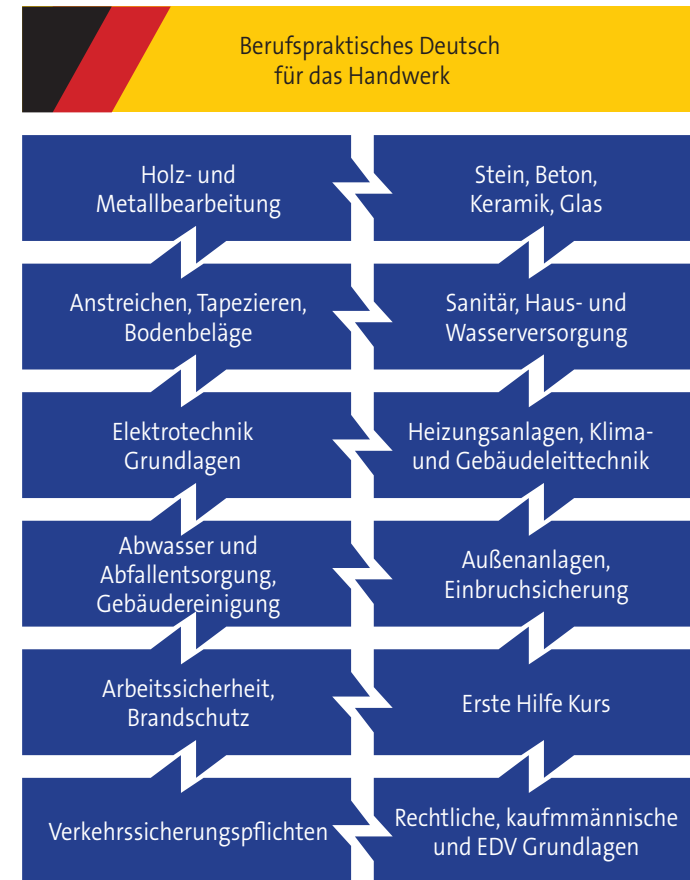 Berufspraktisches Deutsch
für das Handwerk
Holz- und
Metallbearbeitung
Stein, Beton,
Keramik, Glas
Anstreichen, Tapezieren,
Bodenbeläge
Sanitär, Haus- und
Wasserversorgung
Elektrotechnik
Grundlagen
Heizungsanlagen, Klima-
und Gebäudeleittechnik
Abwasser und
Abfallentsorgung,
Gebäudereinigung
Außenanlagen,
Einbruchsicherung
Arbeitssicherheit,
Brandschutz
Erste Hilfe Kurs
Verkehrssicherungspflichten
Rechtliche, kaufmmännische
und EDV Grundlagen